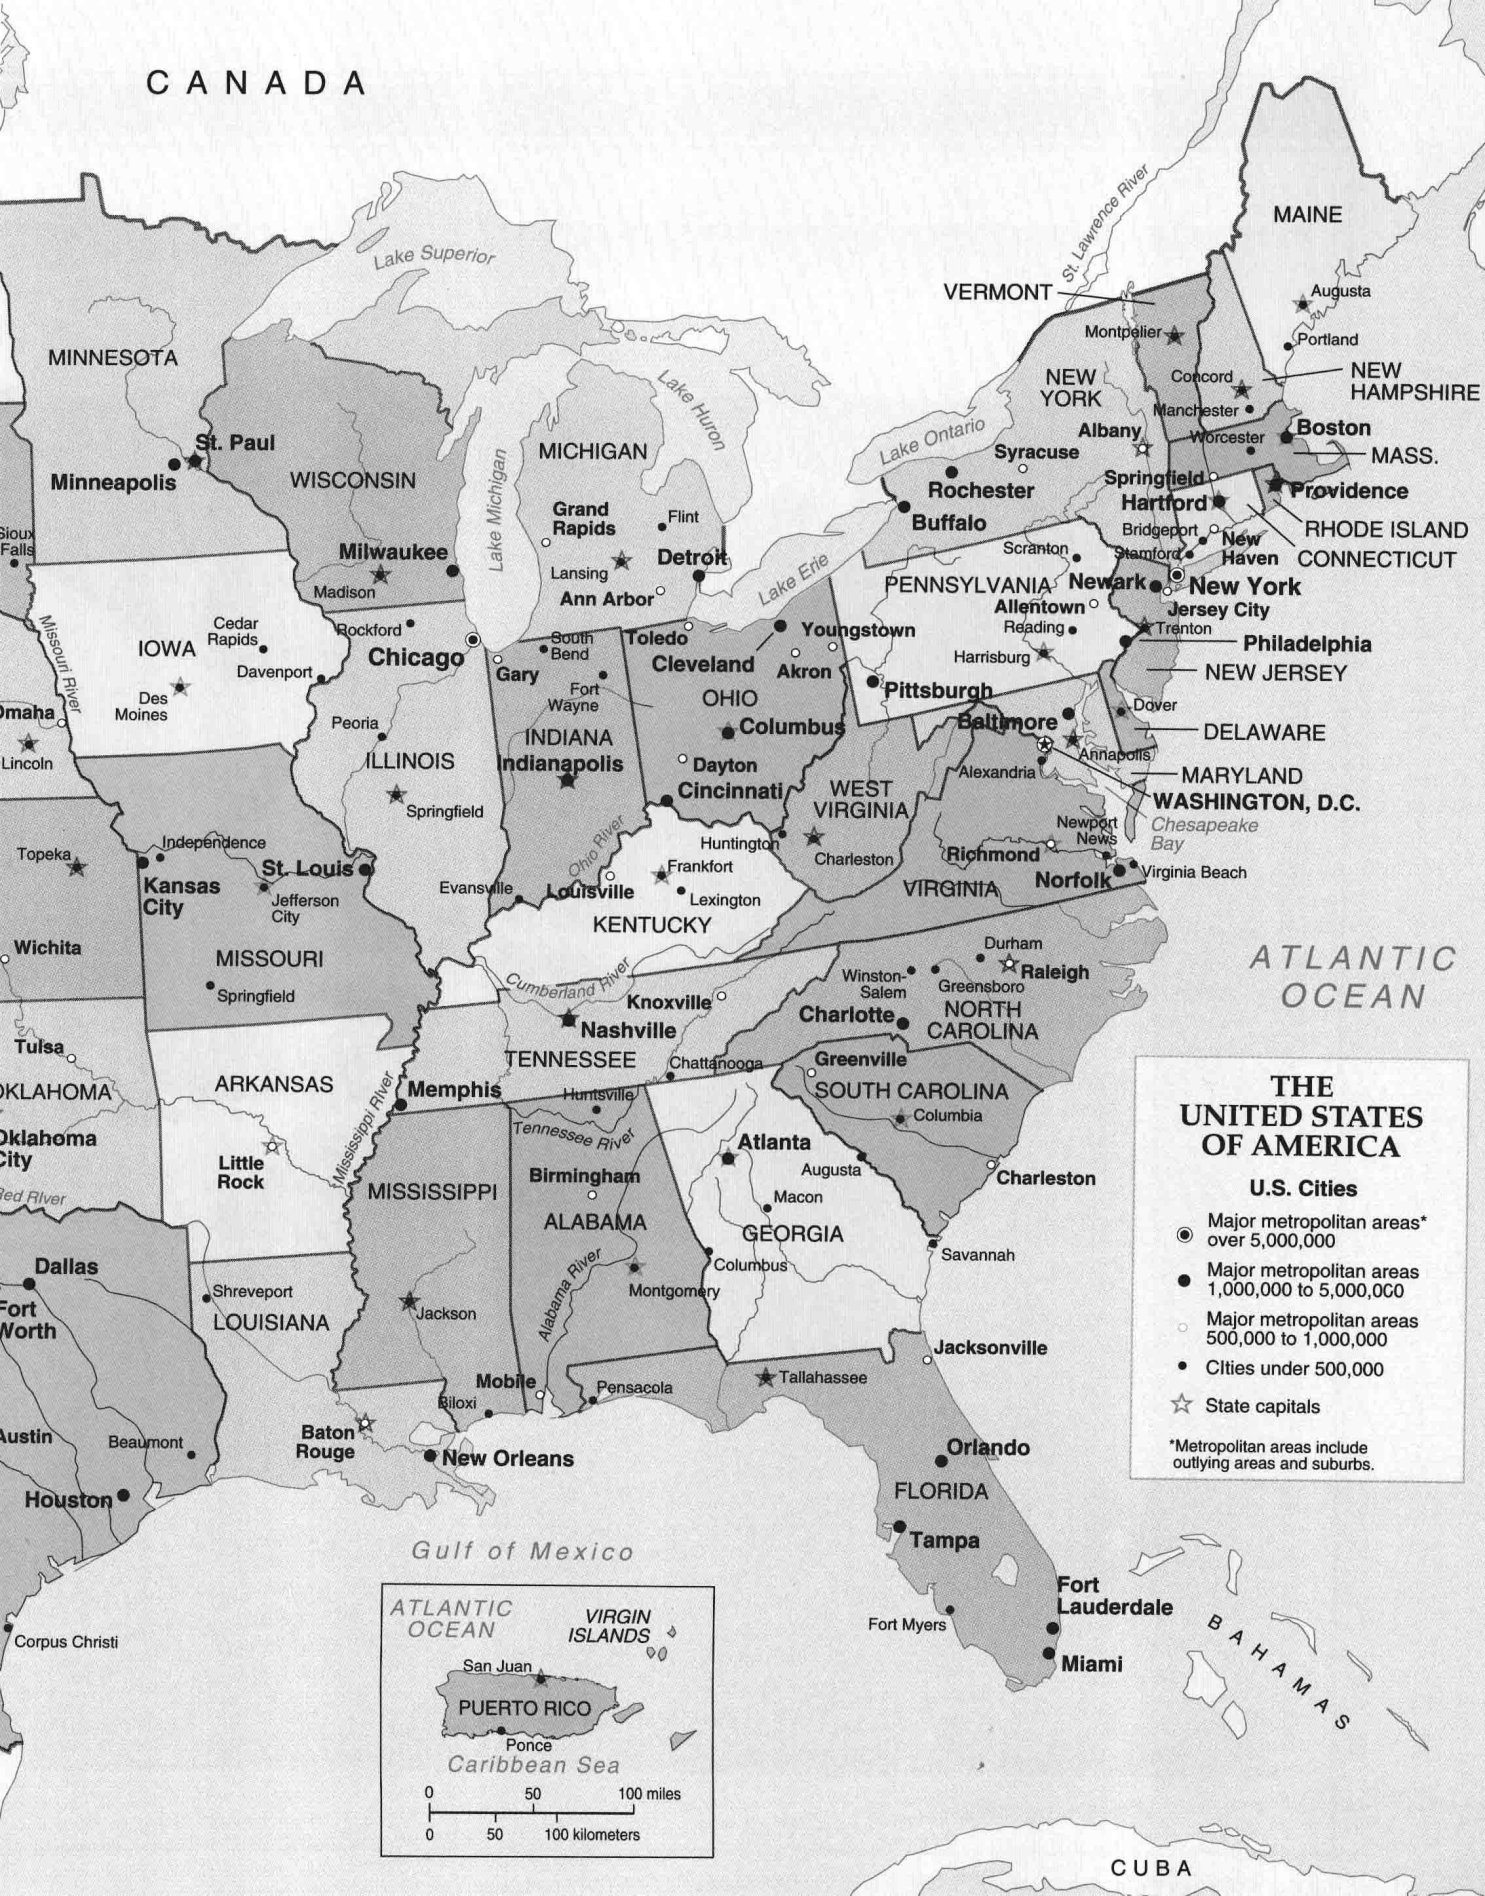 CANADA
Lake Superior
St. Lawrence River
MAINE
VERMONT
Augusta
Montpelier
Portland
MINNESOTA
Lake Huron
NEW
YORK
Concord
NEW
HAMPSHIRE
Manchester
Albany
Lake Ontario
Worcester
Boston
St. Paul
MICHIGAN
Syracuse
MASS.
Minneapolis
WISCONSIN
Lake Michigan
Rochester
Springfield
Hartford
Providence
Grand
Rapids
Flint
Buffalo
Bridgeport
RHODE ISLAND
Sioux
Falls
Milwaukee
Detroit
Scranton
Stamford
New
Haven
CONNECTICUT
Lansing
Lake Erie
PENNSYLVANIA
Newark
New York
Madison
Ann Arbor
Allentown
Jersey City
Missouri River
Cedar
Rapids
Rockford
South
Bend
Toledo
Youngstown
Reading
Trenton
IOWA
Chicago
Cleveland
Harrisburg
Philadelphia
Davenport
Gary
Akron
NEW JERSEY
Des
Moines
Fort
Wayne
OHIO
Pittsburgh
Omaha
Peoria
Columbus
Baltimore
Dover
DELAWARE
Lincoln
ILLINOIS
INDIANA
Indianapolis
Dayton
Annapolis
Alexandria
MARYLAND
Cincinnati
WEST
VIRGINIA
WASHINGTON, D.C.
Springfield
Newport
News
Chesapeake
Bay
Topeka
Independence
Ohio River
Huntington
Charleston
Richmond
St. Louis
Frankfort
Virginia Beach
Kansas
City
Jefferson
City
Evansville
Louisville
Lexington
VIRGINIA
Norfolk
KENTUCKY
Wichita
MISSOURI
Durham
ATLANTIC
OCEAN
Springfield
Cumberland River
Winston-
Salem
Greensboro
Raleigh
Knoxville
Nashville
Charlotte
NORTH
CAROLINA
Tulsa
TENNESSEE
Chattanooga
Greenville
OKLAHOMA
ARKANSAS
Mississippi River
Memphis
Huntsville
SOUTH CAROLINA
Columbia
Oklahoma
City
Tennessee River
Atlanta
Little
Rock
Birmingham
Augusta
Charleston
Red River
MISSISSIPPI
ALABAMA
Macon
GEORGIA
Dallas
Columbus
Savannah
Fort
Worth
Shreveport
Alabama River
Montgomery
LOUISIANA
Jackson
Jacksonville
Mobile
Pensacola
Tallahassee
Biloxi
Austin
Beaumont
Baton
Rouge
New Orleans
Orlando
Houston
FLORIDA
Gulf of Mexico
Tampa
Fort
Lauderdale
Fort Myers
Corpus Christi
Miami
BAHAMAS
CUBA
THE
UNITED STATES
OF AMERICA
U.S. Cities
Major metropolitan areas*
over 5,000,000
Major metropolitan areas
1,000,000 to 5,000,000
Major metropolitan areas
500,000 to 1,000,000
Cities under 500,000
State capitals
*Metropolitan areas include
outlying areas and suburbs.
ATLANTIC
OCEAN
VIRGIN
ISLANDS
San Juan
PUERTO RICO
Ponce
Caribbean Sea
0 50 100 miles
0 50 100 kilometers